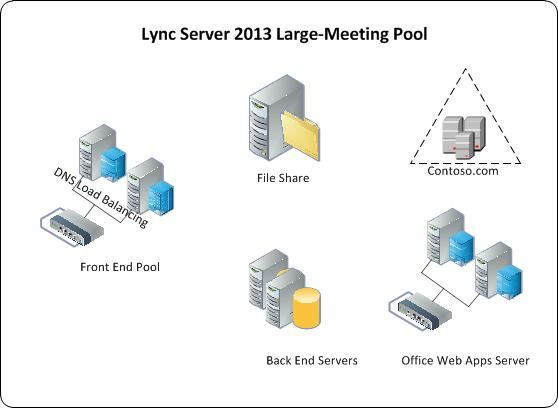 Lync Server 2013 Large-Meeting Pool
File Share
Contoso.com
DNS Load Balancing
Front End Pool
Back End Servers
Office Web Apps Server